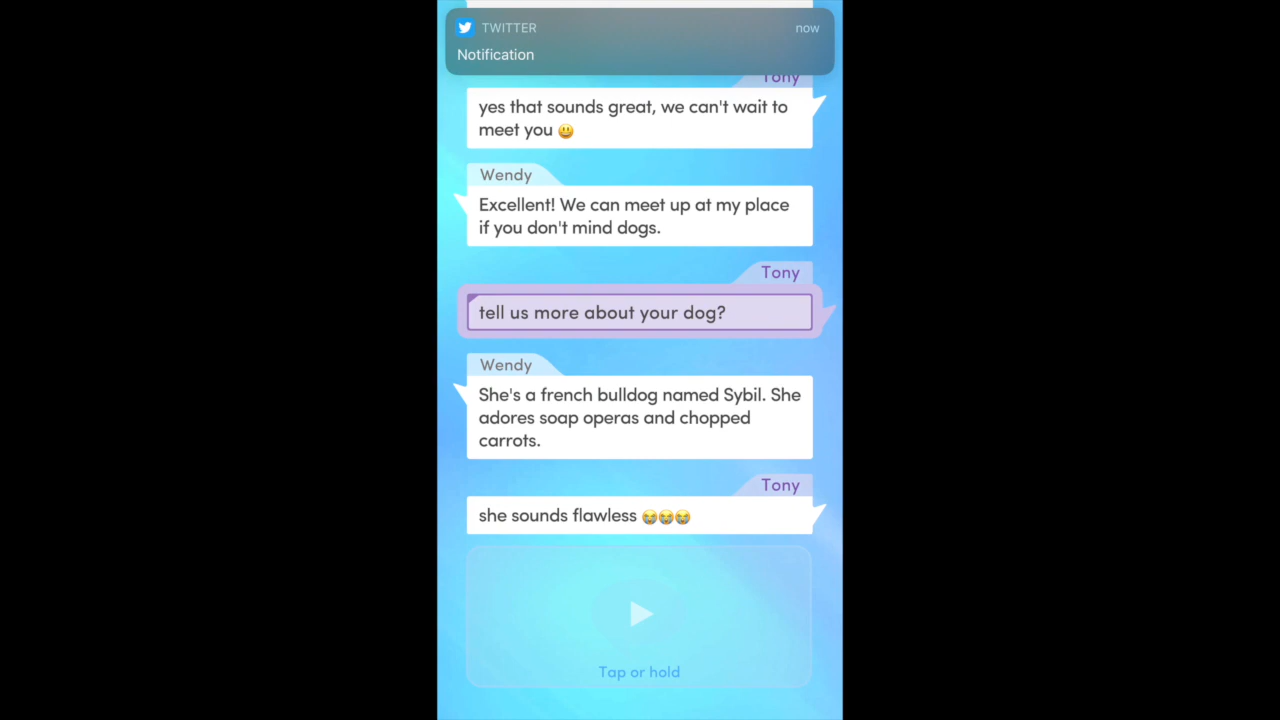 TWITTER now
Notification
Tony
yes that sounds great, we can't wait to
meet you 😃
Wendy
Excellent! We can meet up at my place
if you don't mind dogs.
Tony
tell us more about your dog?
Wendy
She's a french bulldog named Sybil. She
adores soap operas and chopped
carrots.
Tony
she sounds flawless 😭😭😭
Tap or hold